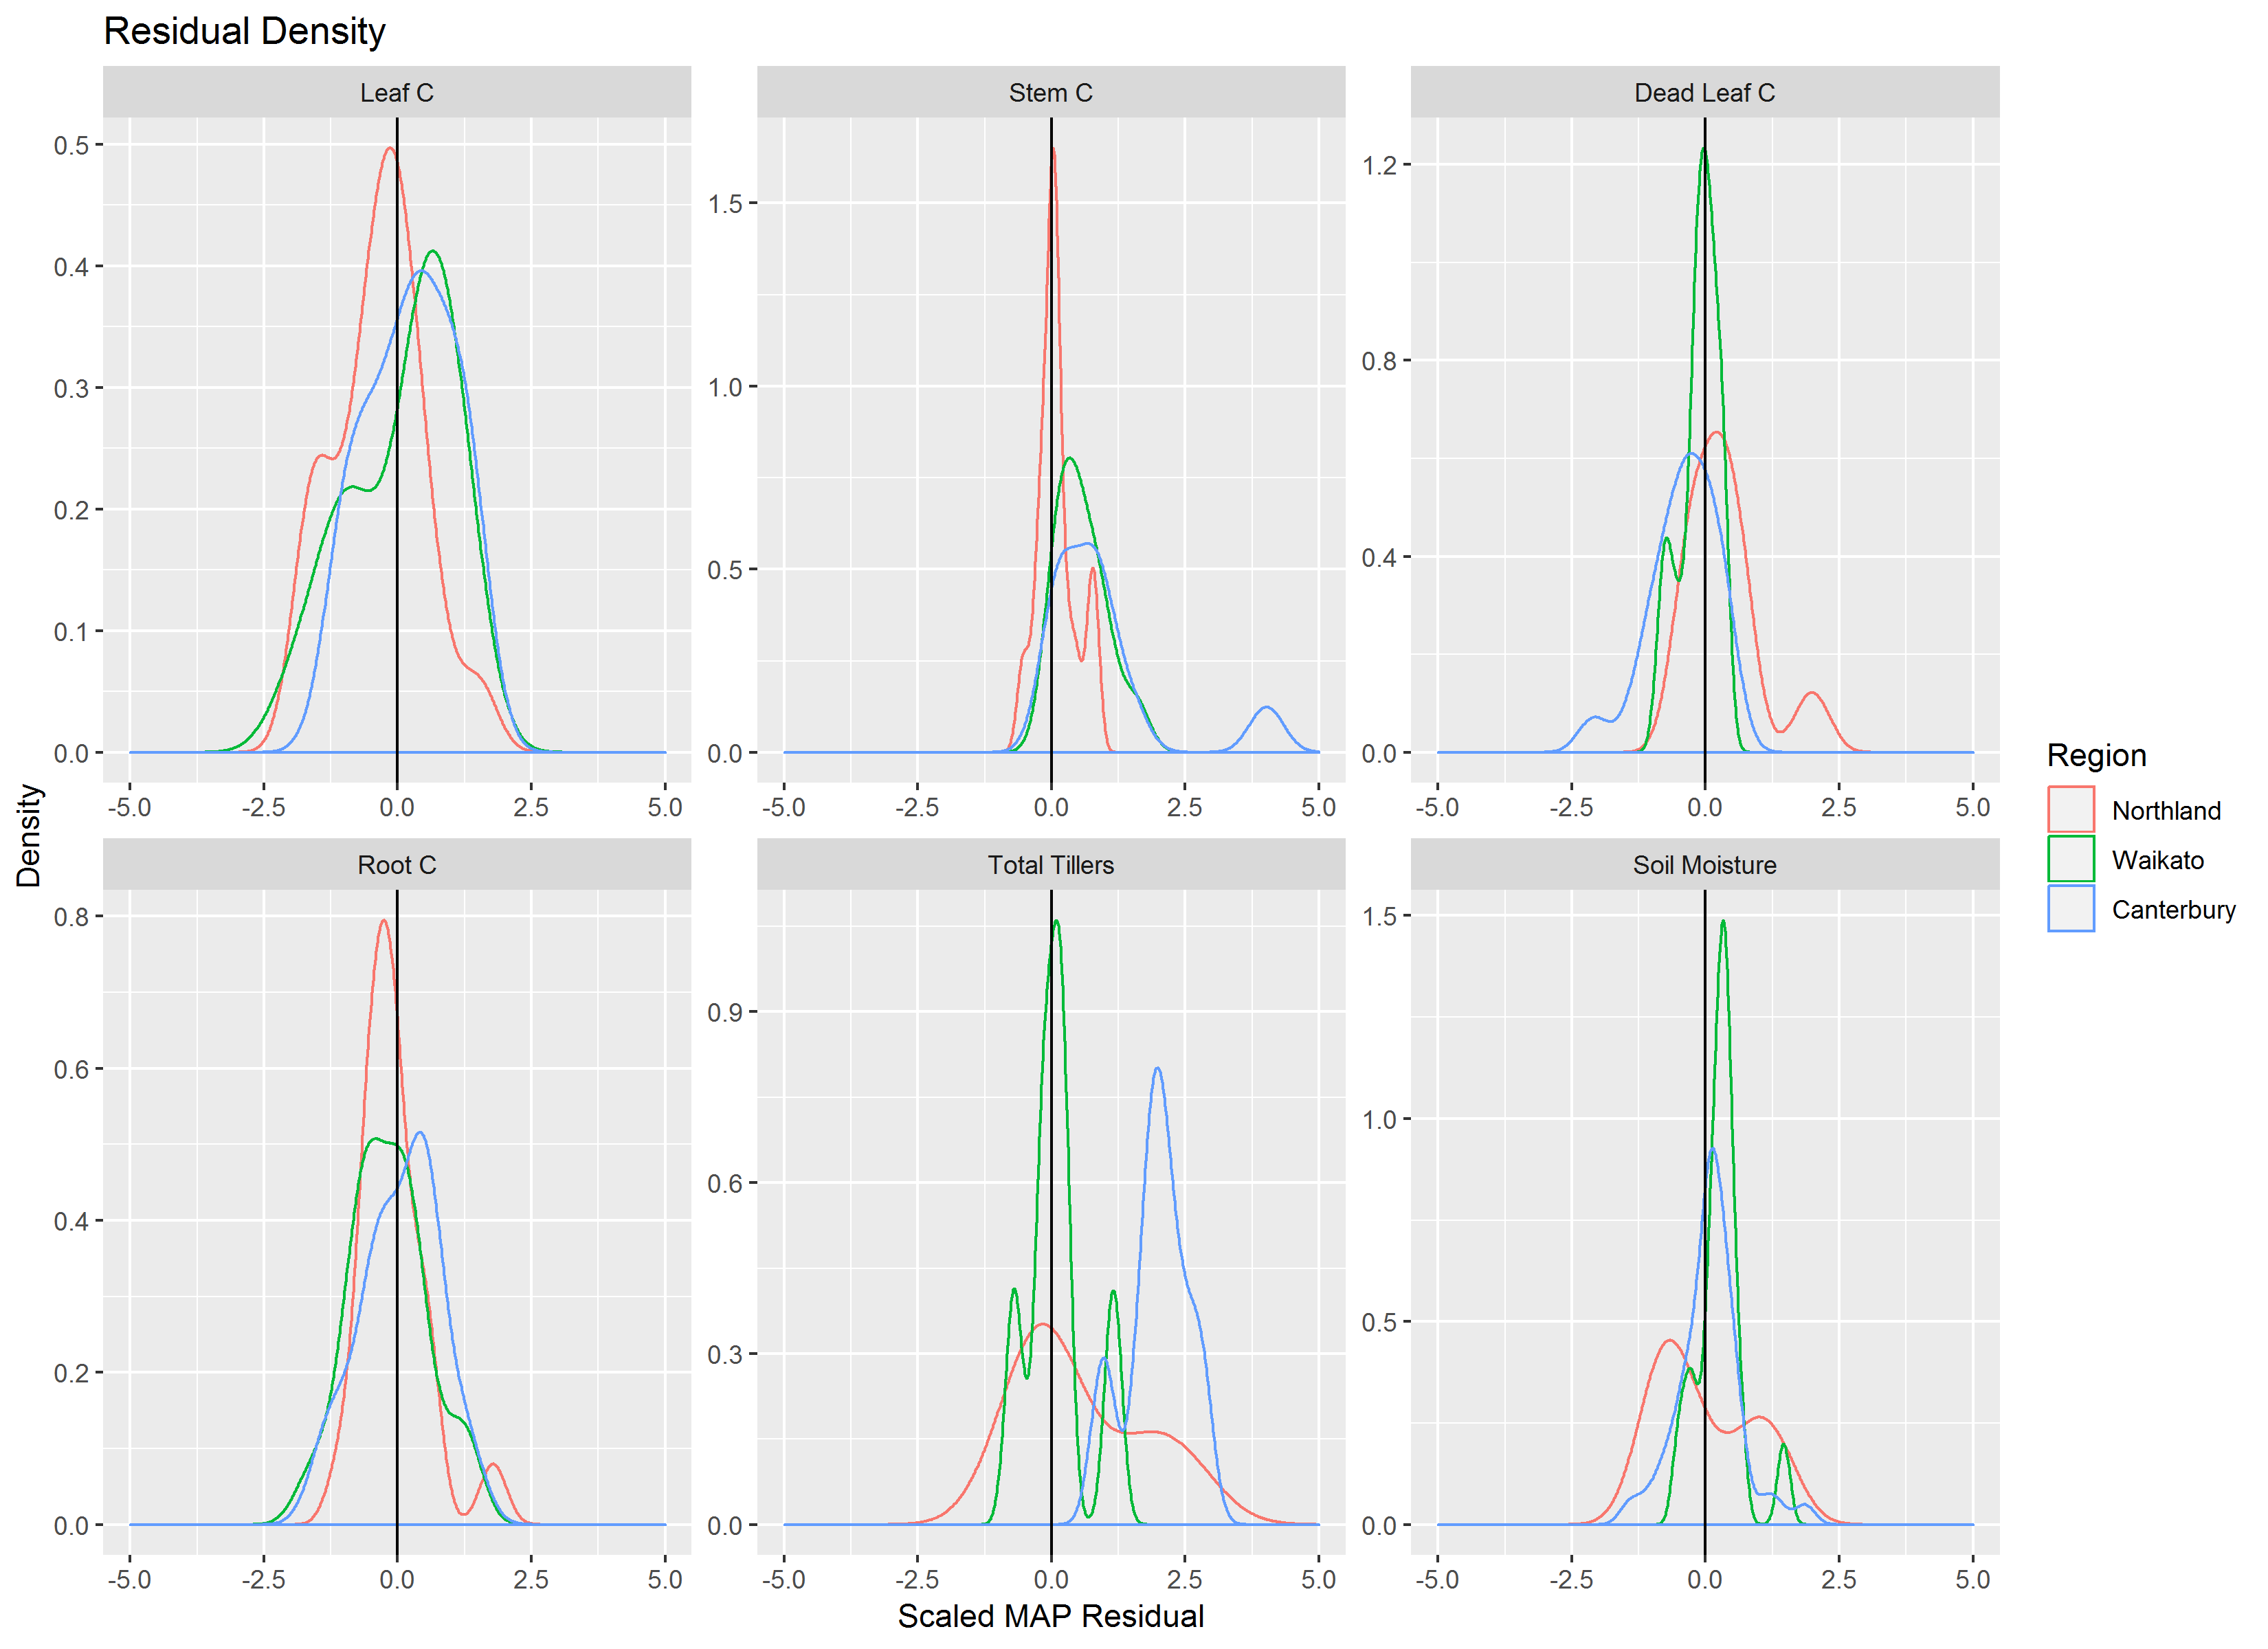 Residual Density
Leaf C
Stem C
Dead Leaf C
0.5
0.4
0.3
0.2
0.1
0.0
1.5
1.0
0.5
0.0
1.2
0.8
0.4
0.0
-5.0 -2.5 0.0 2.5 5.0
-5.0 -2.5 0.0 2.5 5.0
-5.0 -2.5 0.0 2.5 5.0
Root C
Total Tillers
Soil Moisture
0.8
0.6
0.4
0.2
0.0
0.9
0.6
0.3
0.0
1.5
1.0
0.5
0.0
-5.0 -2.5 0.0 2.5 5.0
-5.0 -2.5 0.0 2.5 5.0
-5.0 -2.5 0.0 2.5 5.0
Density
Scaled MAP Residual
Region
Northland
Waikato
Canterbury